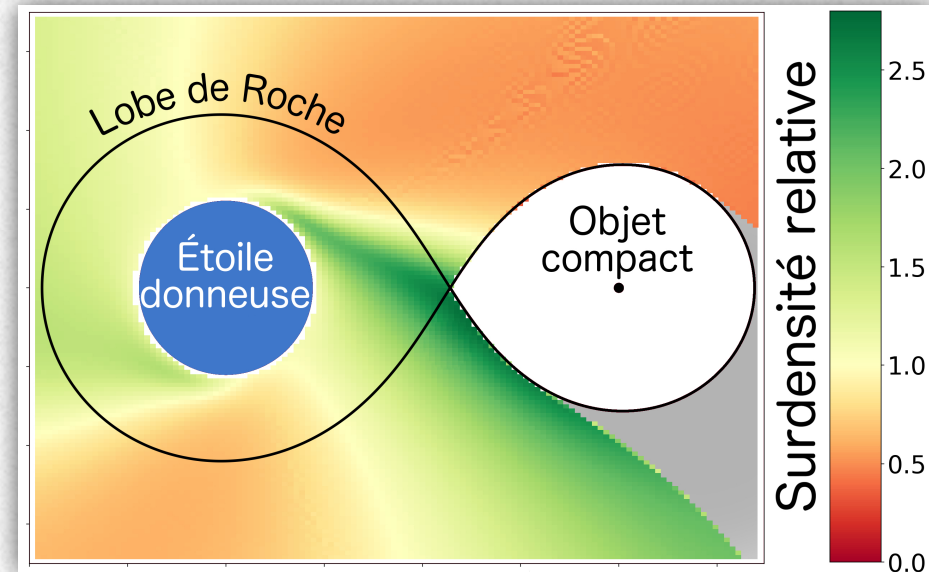 Lobe de Roche
Étoile
donneuse
Objet
compact
Surdensité relative
2.5
2.0
1.5
1.0
0.5
0.0